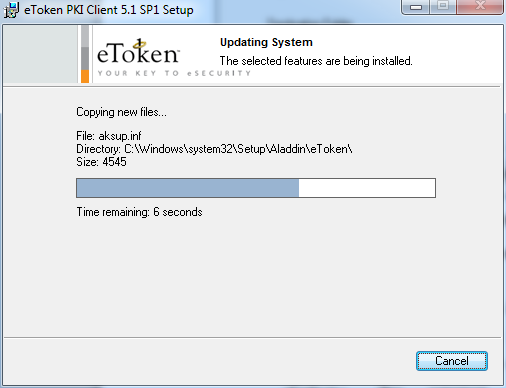 eToken PKI Client 5.1 SP1 Setup
eToken™
YOUR KEY TO eSECURITY
Updating System
The selected features are being installed.
Copying new files...
File: aksup.inf
Directory: C:\Windows\system32\Setup\Aladdin\eToken\
Size: 4545
Time remaining: 6 seconds
Cancel